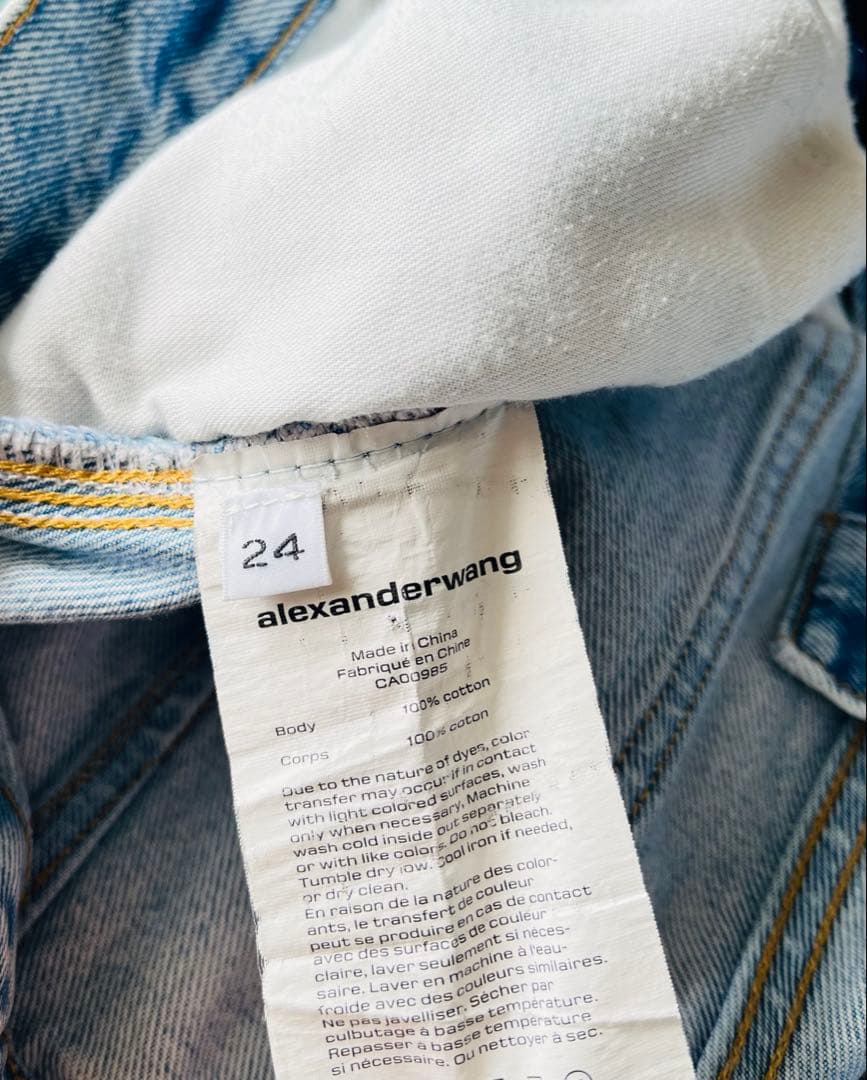 24
alexanderwang
Made in China
Fabriqué en Chine
CA00985
Body 100% cotton
Corps 100% coton
Due to the nature of dyes, color
transfer may occur if in contact
with light colored surfaces, wash
only when necessary, Machine
wash cold inside out separately
or with like colors. Do not bleach.
Tumble dry low. Cool iron if needed,
or dry clean.
En raison de la nature des color-
ants, le transfert de couleur
peut se produire en cas de contact
avec des surfaces de couleur
claire, laver seulement si néces-
saire. Laver en machine à l'eau-
froide avec des couleurs similaires.
Ne pas javelliser. Sécher par
culbutage à basse température.
Repasser à basse température
si nécessaire. Ou nettoyer à sec.